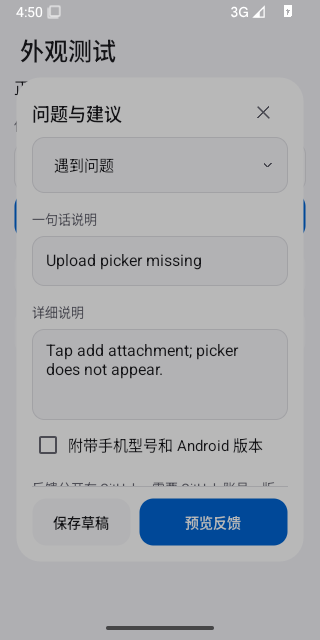 4:50
3G
外观测试
问题与建议
遇到问题
一句话说明
Upload picker missing
详细说明
Tap add attachment; picker
does not appear.
附带手机型号和 Android 版本
保存草稿
预览反馈